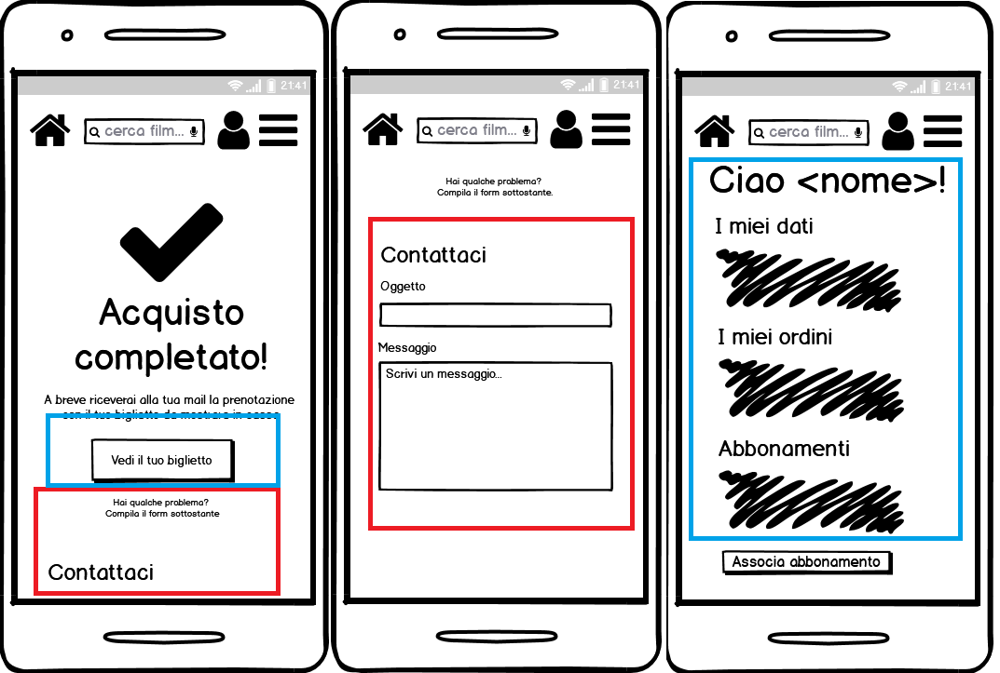 21:41
cerca film...
Acquisto
completato!
A breve riceverai alla tua mail la prenotazione
con il tuo biglietto da mostrare in cassa
Vedi il tuo biglietto
Hai qualche problema?
Compila il form sottostante
Contattaci
21:41
cerca film...
Hai qualche problema?
Compila il form sottostante.
Contattaci
Oggetto
Messaggio
Scrivi un messaggio...
21:41
cerca film...
Ciao <nome>!
I miei dati
I miei ordini
Abbonamenti
Associa abbonamento